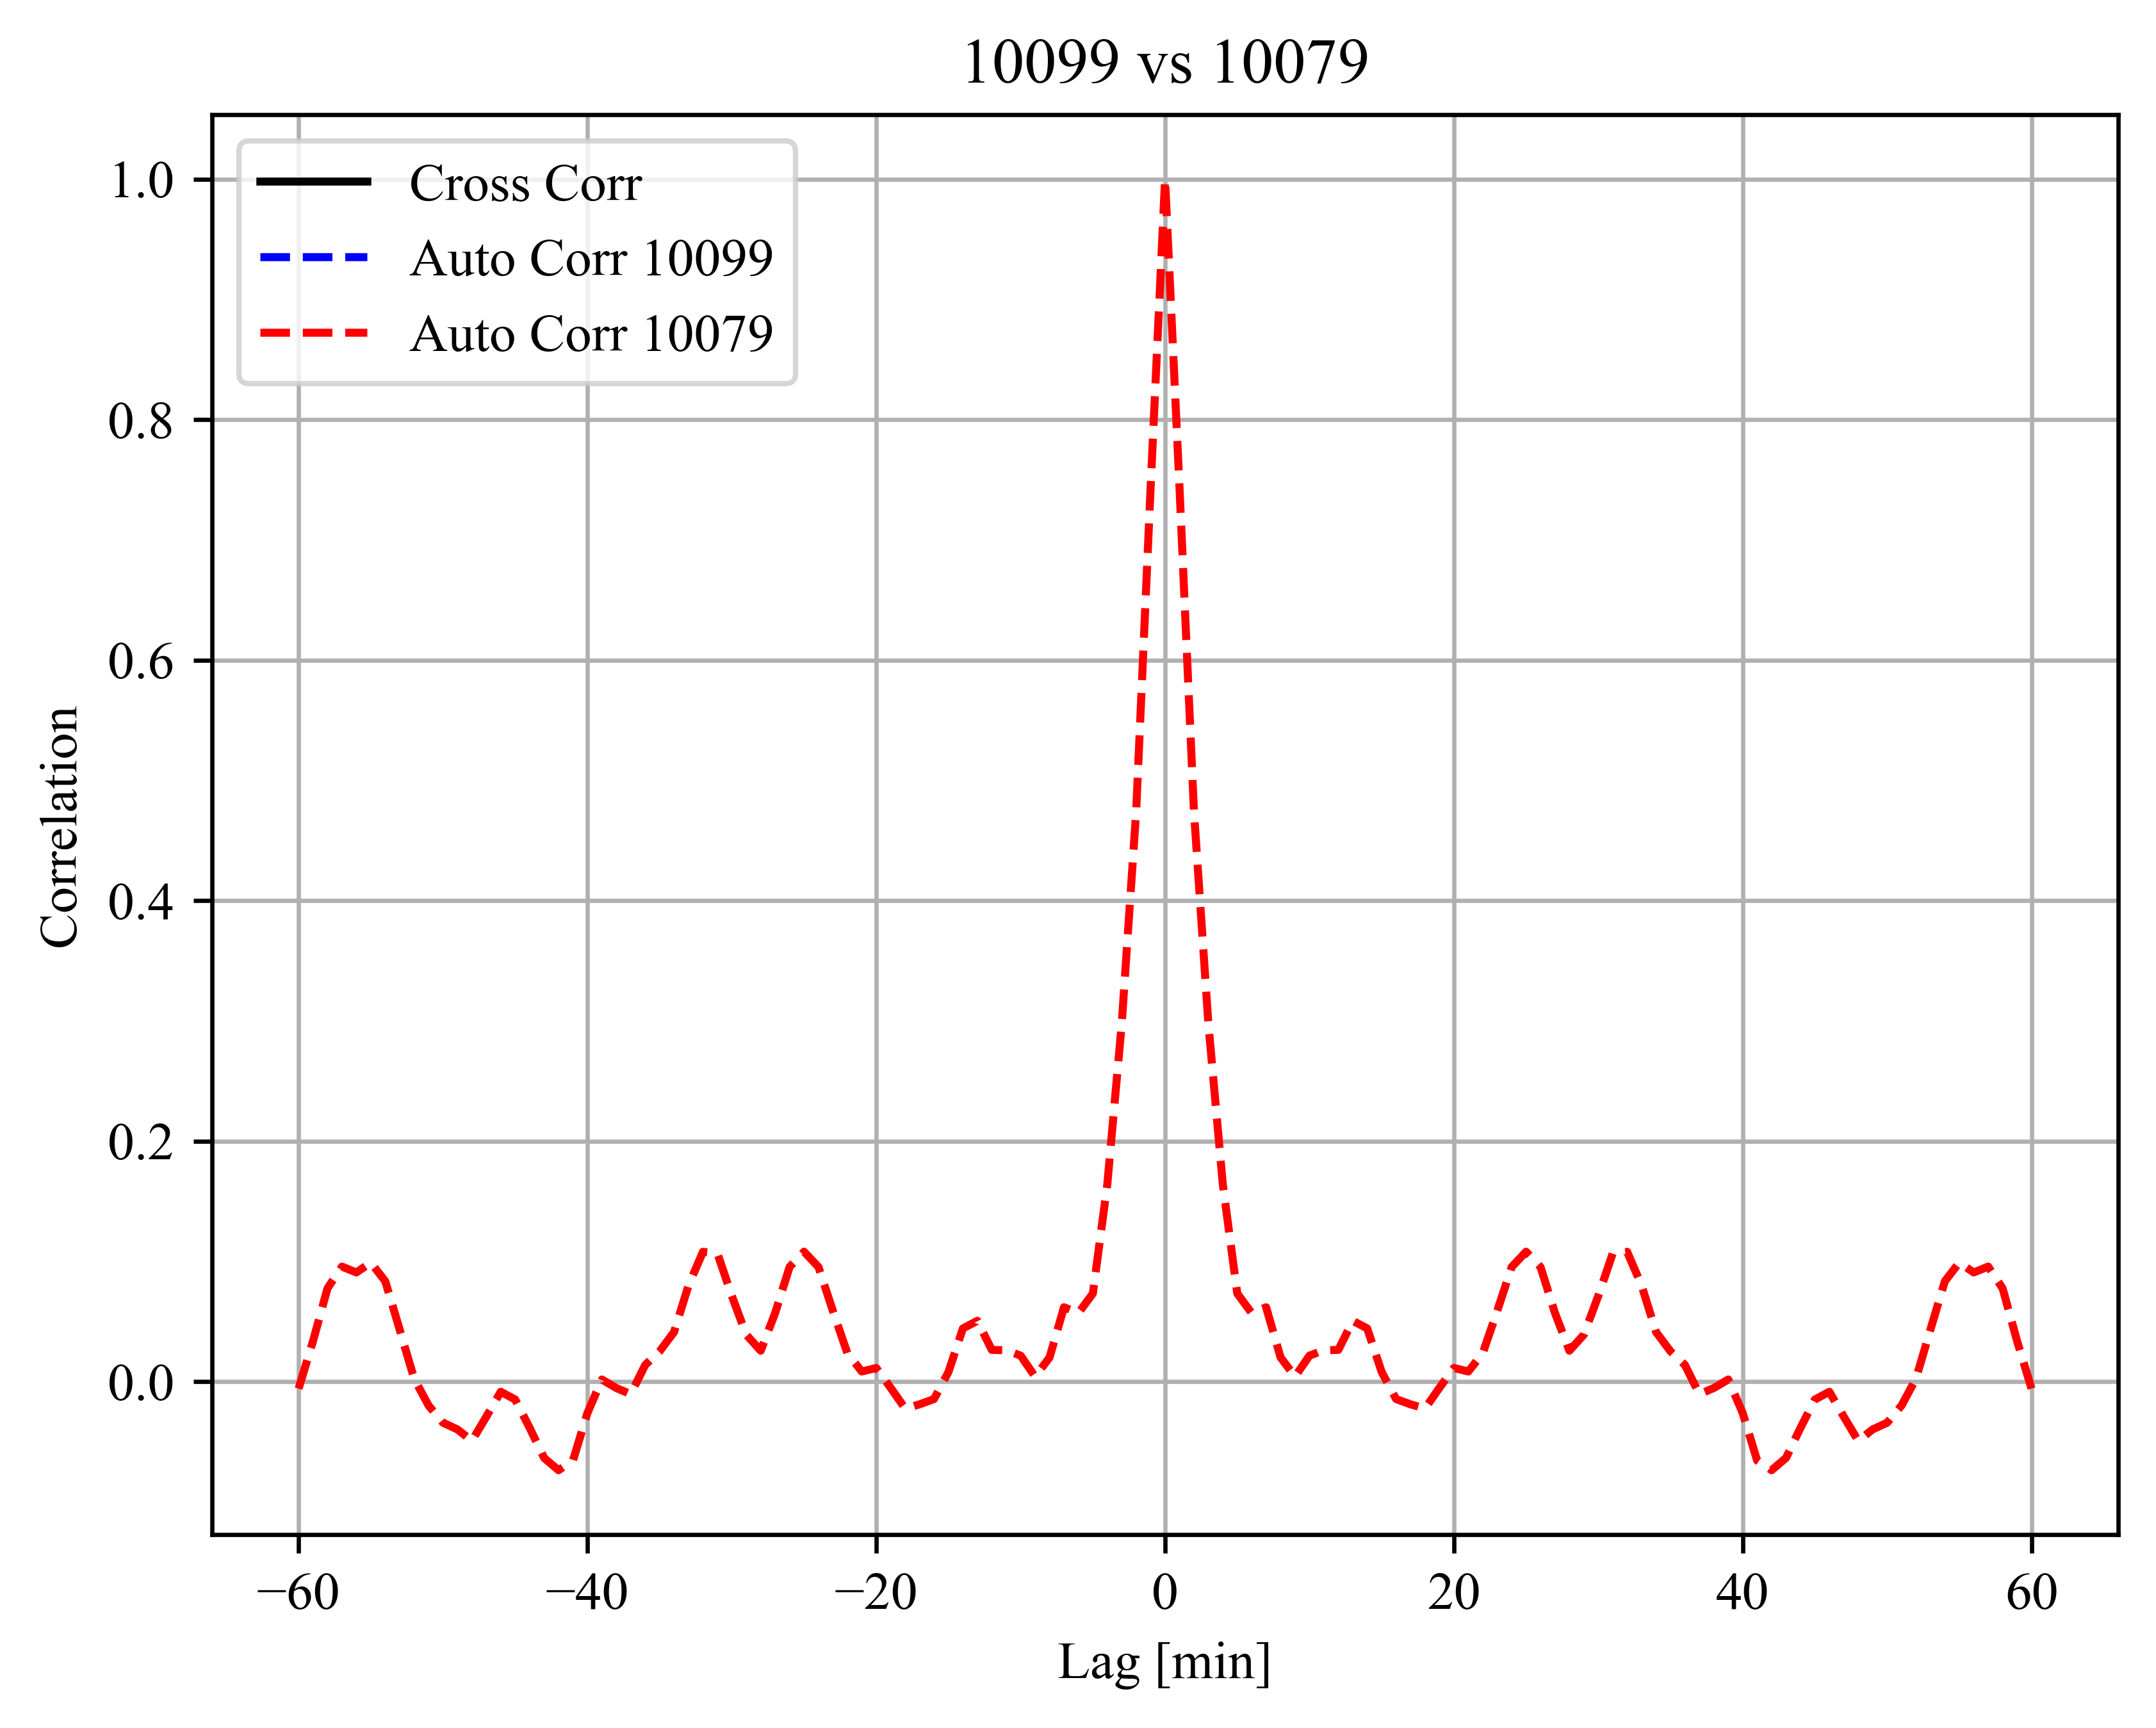 10099 vs 10079
Cross Corr
Auto Corr 10099
Auto Corr 10079
1.0
0.8
0.6
0.4
0.2
0.0
Correlation
−60
−40
−20
0
20
40
60
Lag [min]